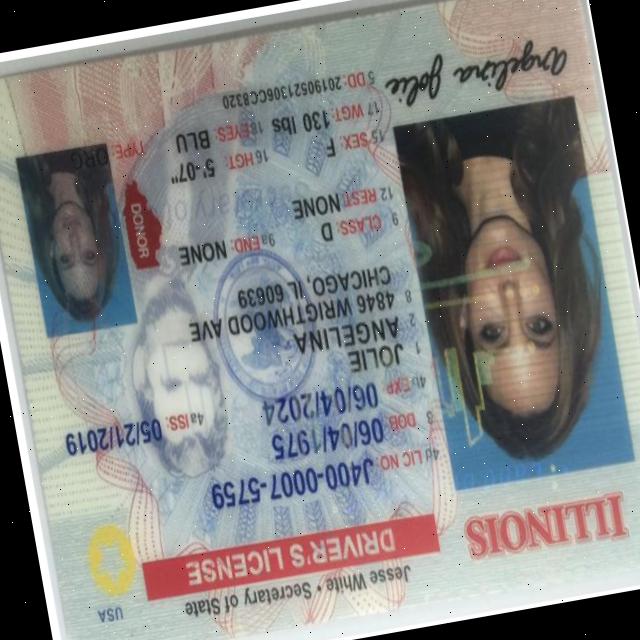 USA
Jesse White • Secretary of State
ILLINOIS
DRIVER'S LICENSE
4d LIC NO. J400-0007-5759
3 DOB: 06/04/1975
4b EXP: 06/04/2024
4a ISS: 05/21/2019
1 JOLIE
2 ANGELINA
8 4846 WRIGTHWOOD AVE
CHICAGO, IL 60639
9 CLASS: D
9a END: NONE
12 REST: NONE
DONOR
15 SEX: F
16 HGT: 5'-07"
17 WGT: 130 lbs
18 EYES: BLU
TYPE: ORG
5 DD: 20190521306CC8320
Angelina Jolie